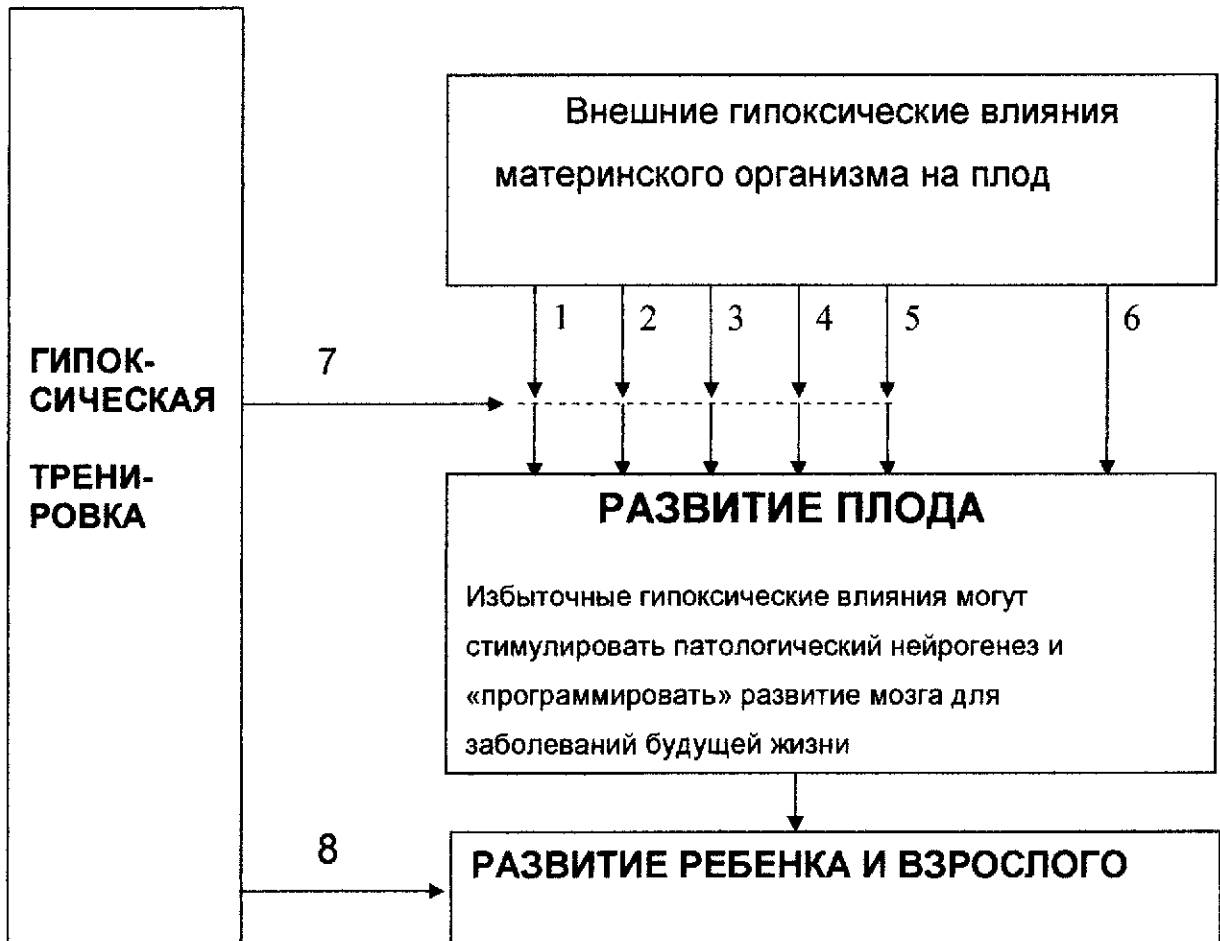 Внешние гипоксические влияния
материнского организма на плод
1 2 3 4 5 6
7
ГИПОК-
СИЧЕСКАЯ
ТРЕНИ-
РОВКА
РАЗВИТИЕ ПЛОДА
Избыточные гипоксические влияния могут
стимулировать патологический нейрогенез и
«программировать» развитие мозга для
заболеваний будущей жизни
8
РАЗВИТИЕ РЕБЕНКА И ВЗРОСЛОГО